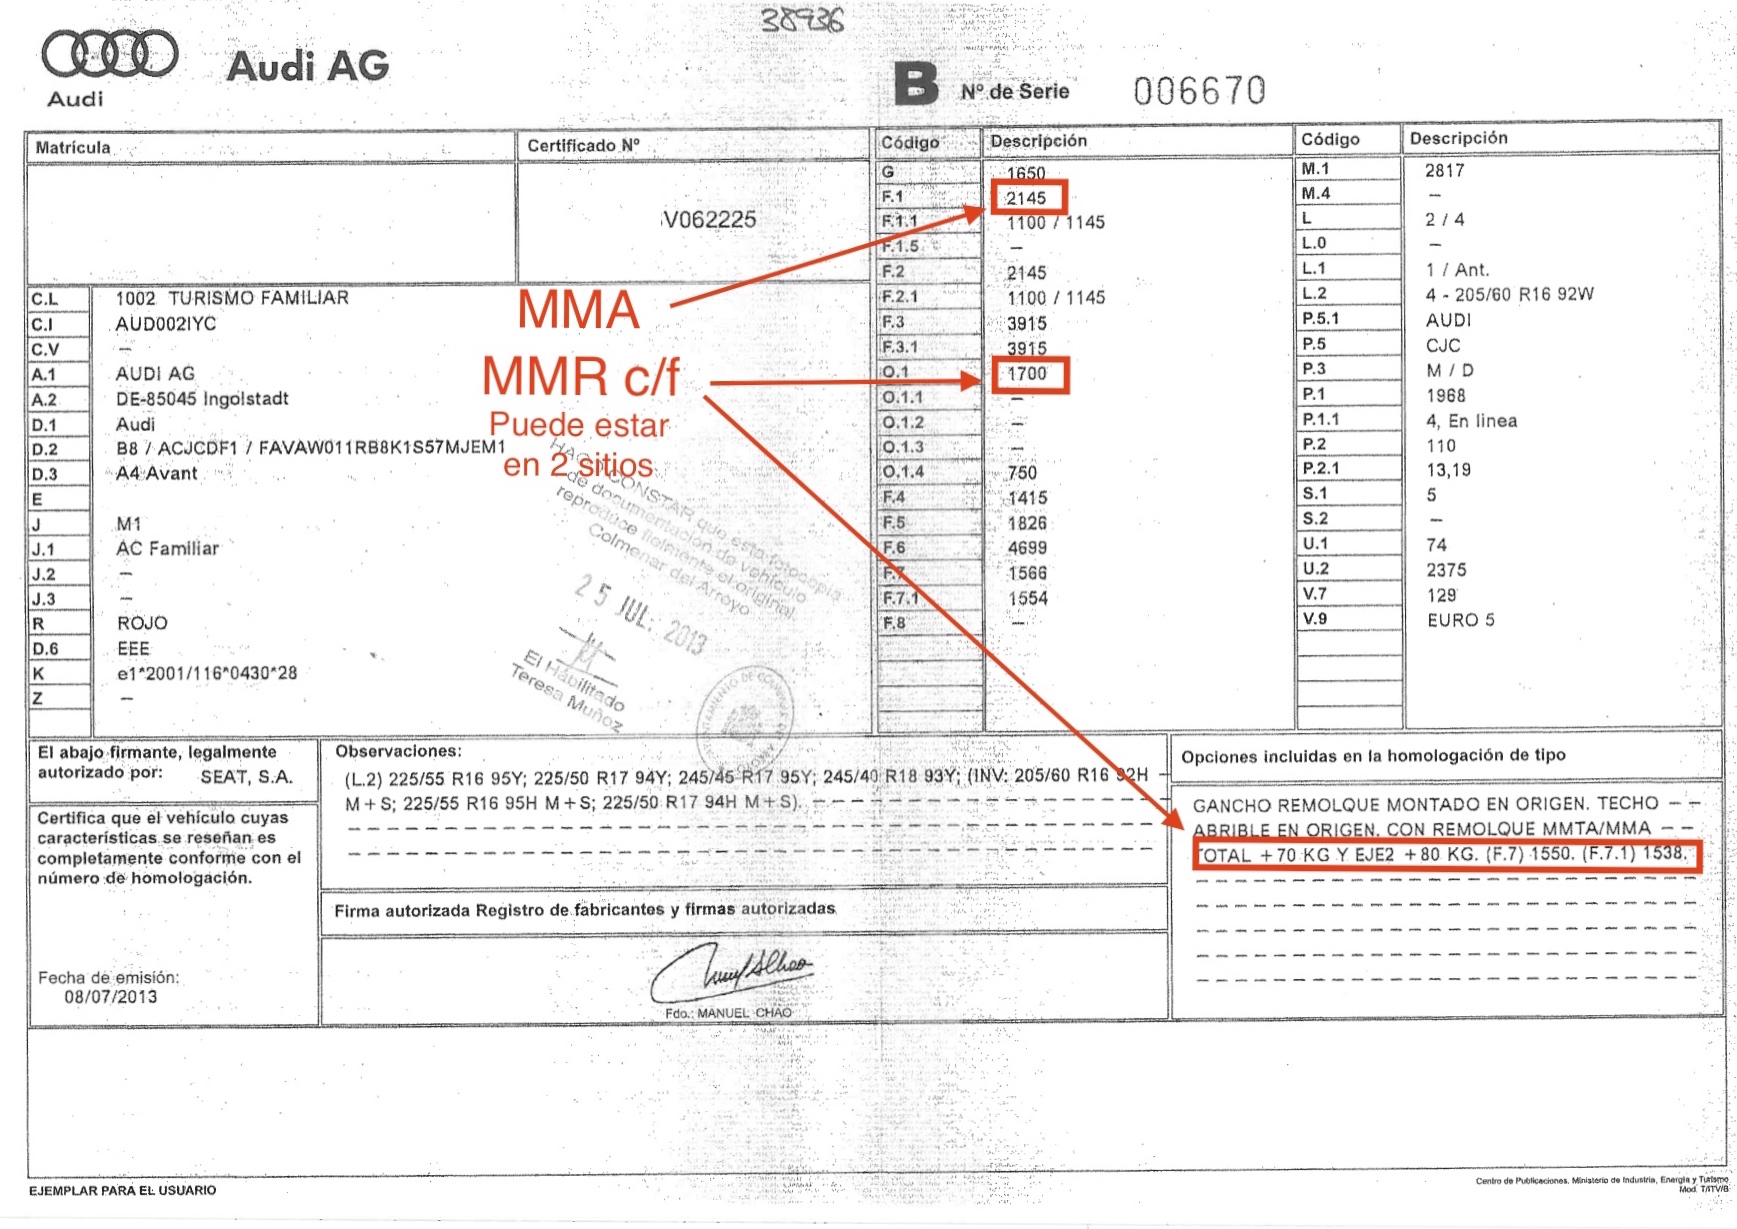 38936
Audi
Audi AG
B Nº de Serie 006670
Matrícula
Certificado Nº
V062225
C.L 1002 TURISMO FAMILIAR
C.I AUD002IYC
C.V –
A.1 AUDI AG
A.2 DE-85045 Ingolstadt
D.1 Audi
D.2 B8 / ACJCDF1 / FAVAW011RB8K1S57MJEM1
D.3 A4 Avant
E
J M1
J.1 AC Familiar
J.2 –
J.3 –
R ROJO
D.6 EEE
K e1*2001/116*0430*28
Z –
MMA
MMR c/f
Puede estar
en 2 sitios
HAGO CONSTAR que esta fotocopia
de documentación de vehículo
reproduce fielmente el original.
Colmenar del Arroyo
25 JUL. 2013
El Habilitado
Teresa Muñoz
Código Descripción
G 1650
F.1 2145
F.1.1 1100 / 1145
F.1.5 –
F.2 2145
F.2.1 1100 / 1145
F.3 3915
F.3.1 3915
O.1 1700
O.1.1 –
O.1.2 –
O.1.3 –
O.1.4 750
F.4 1415
F.5 1826
F.6 4699
F.7 1566
F.7.1 1554
F.8 –
Código Descripción
M.1 2817
M.4 –
L 2 / 4
L.0 –
L.1 1 / Ant.
L.2 4 - 205/60 R16 92W
P.5.1 AUDI
P.5 CJC
P.3 M / D
P.1 1968
P.1.1 4, En linea
P.2 110
P.2.1 13,19
S.1 5
S.2 –
U.1 74
U.2 2375
V.7 129
V.9 EURO 5
El abajo firmante, legalmente
autorizado por: SEAT, S.A.
Certifica que el vehículo cuyas
características se reseñan es
completamente conforme con el
número de homologación.
Fecha de emisión:
08/07/2013
Observaciones:
(L.2) 225/55 R16 95Y; 225/50 R17 94Y; 245/45 R17 95Y; 245/40 R18 93Y; (INV: 205/60 R16 92H –
M + S; 225/55 R16 95H M + S; 225/50 R17 94H M + S).
Firma autorizada Registro de fabricantes y firmas autorizadas
Fdo.: MANUEL CHAO
Opciones incluidas en la homologación de tipo
GANCHO REMOLQUE MONTADO EN ORIGEN. TECHO – –
ABRIBLE EN ORIGEN. CON REMOLQUE MMTA/MMA – –
TOTAL +70 KG Y EJE2 +80 KG. (F.7) 1550. (F.7.1) 1538.
EJEMPLAR PARA EL USUARIO
Centro de Publicaciones. Ministerio de Industria, Energía y Turismo
Mod. T/ITV/B